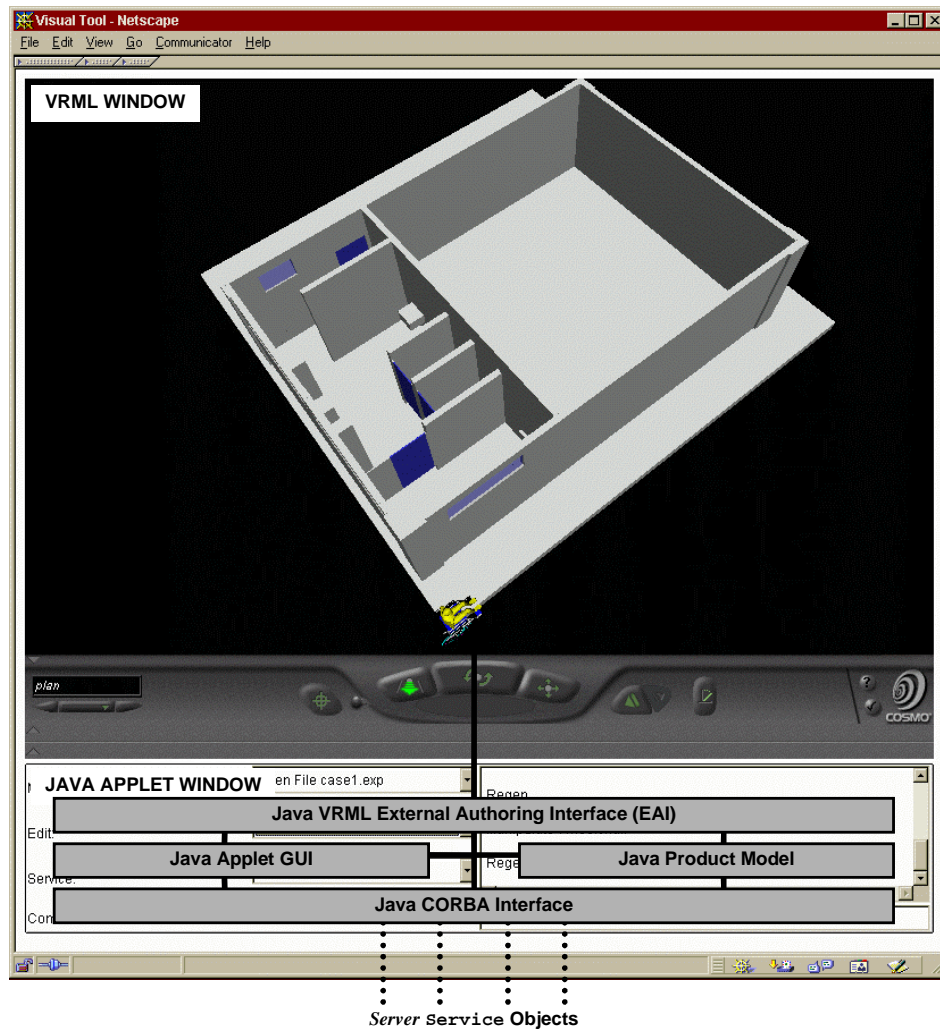 Visual Tool - Netscape
File Edit View Go Communicator Help
VRML WINDOW
plan
?
COSMO
JAVA APPLET WINDOW
en File case1.exp
Regen
Java VRML External Authoring Interface (EAI)
Edit:
Java Applet GUI
Rege
Java Product Model
Service:
Java CORBA Interface
Com
Server Service Objects